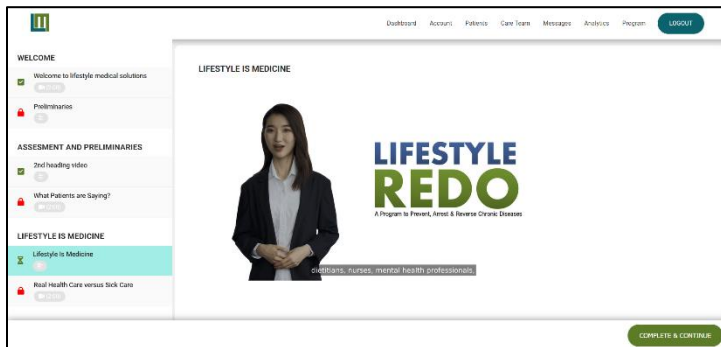 Dashboard Account Patients Care Team Messages Analytics Program LOGOUT
WELCOME
Welcome to lifestyle medical solutions
Preliminaries
ASSESMENT AND PRELIMINARIES
2nd heading video
What Patients are Saying?
LIFESTYLE IS MEDICINE
Lifestyle Is Medicine
Real Health Care versus Sick Care
LIFESTYLE IS MEDICINE
LIFESTYLE
REDO
A Program to Prevent, Arrest & Reverse Chronic Diseases
dietitians, nurses, mental health professionals,
COMPLETE & CONTINUE